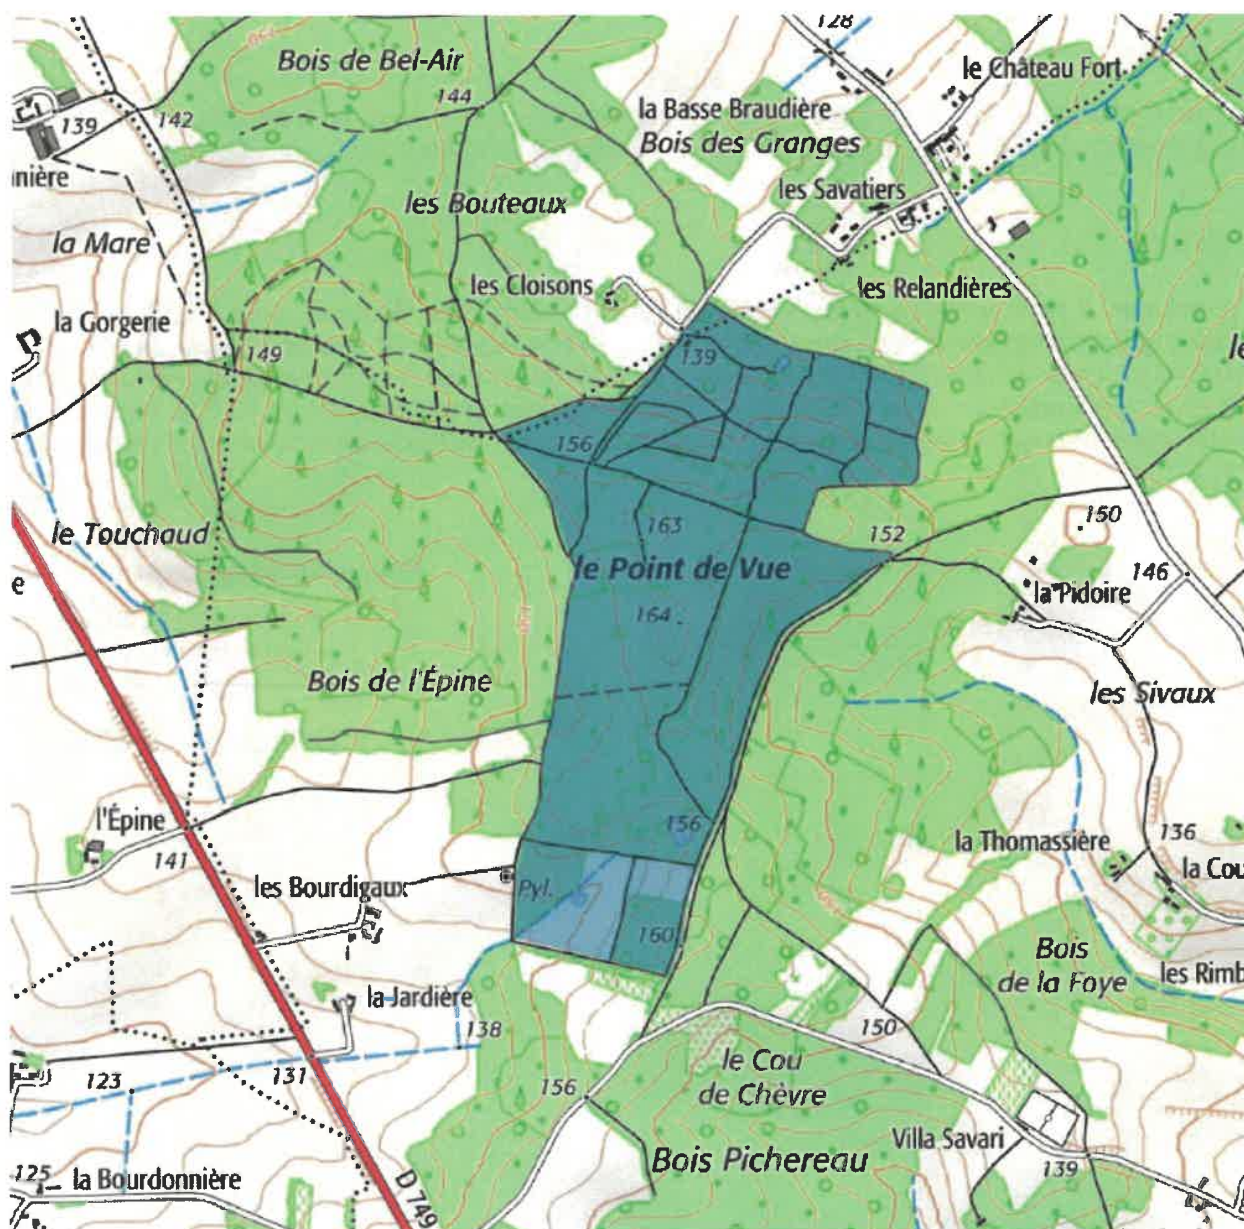 128
Bois de Bel-Air
le Château Fort
144
la Basse Braudière
139
142
Bois des Granges
nière
les Savatiers
les Bouteaux
la Mare
les Cloisons
les Relandières
la Gorgerie
le
149
139
156
150
163
152
le Touchaud
le Point de Vue
146
e
la Pidoire
164
150
Bois de l'Épine
les Sivaux
l'Épine
156
136
141
la Thomassière
la Cou
les Bourdigaux
Pyl.
160
Bois
de la Foye
les Rimb
la Jardière
138
150
131
le Cou
de Chèvre
123
156
Villa Savari
Bois Pichereau
139
125
la Bourdonnière
D 749